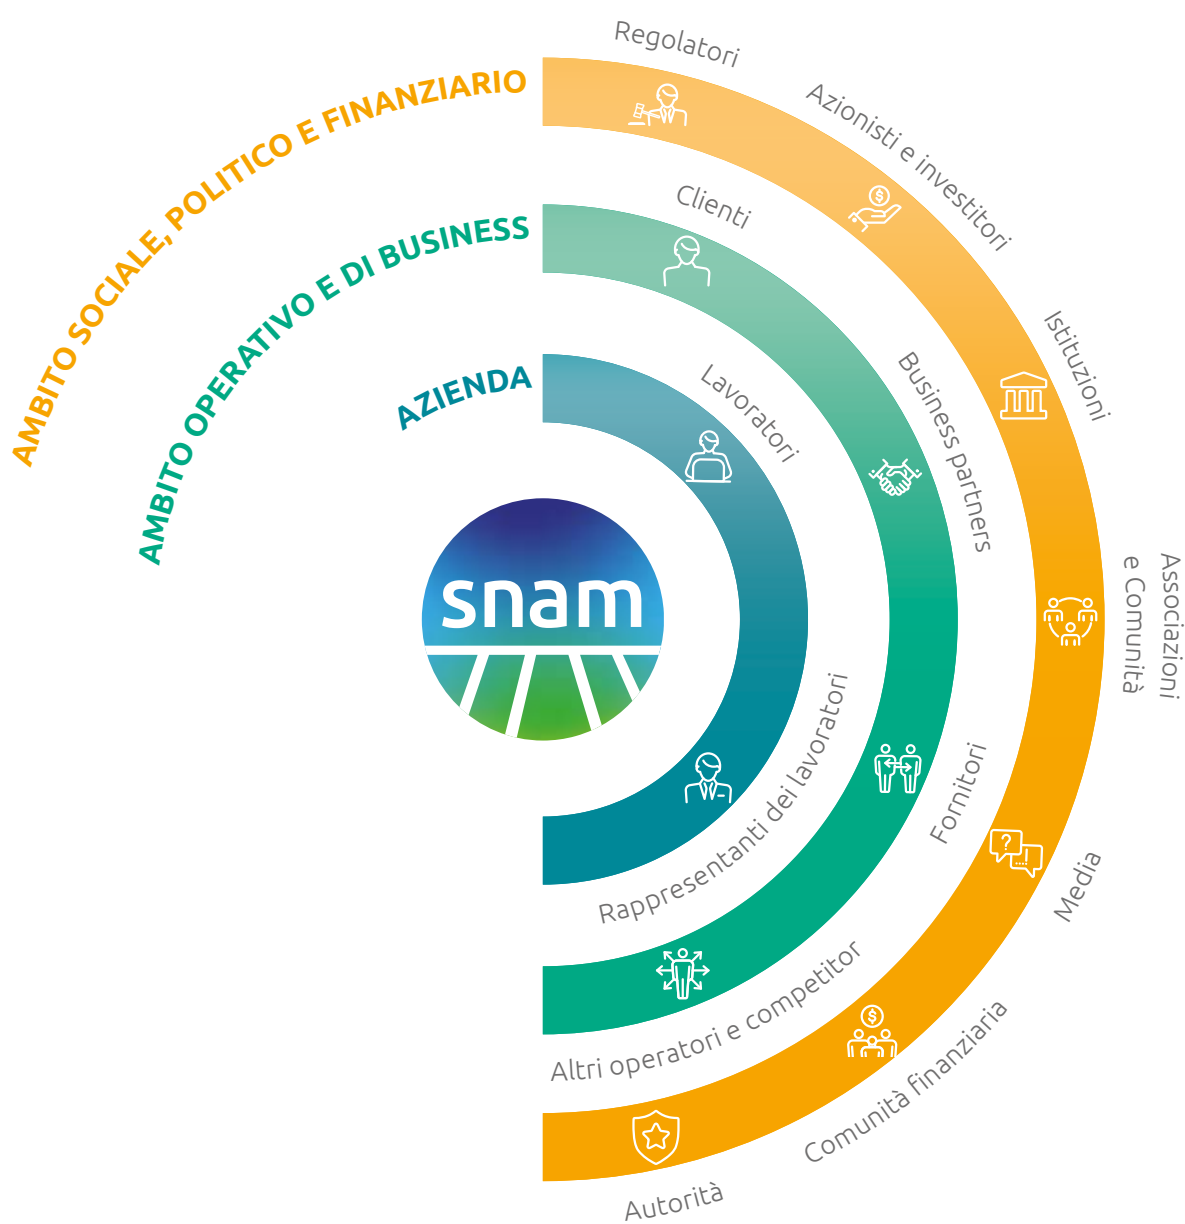 AMBITO SOCIALE, POLITICO E FINANZIARIO
Regolatori
Azionisti e investitori
Istituzioni
Associazioni
e Comunità
Media
Comunità finanziaria
Autorità
AMBITO OPERATIVO E DI BUSINESS
Clienti
Business partners
Fornitori
Altri operatori e competitor
AZIENDA
Lavoratori
Rappresentanti dei lavoratori
snam